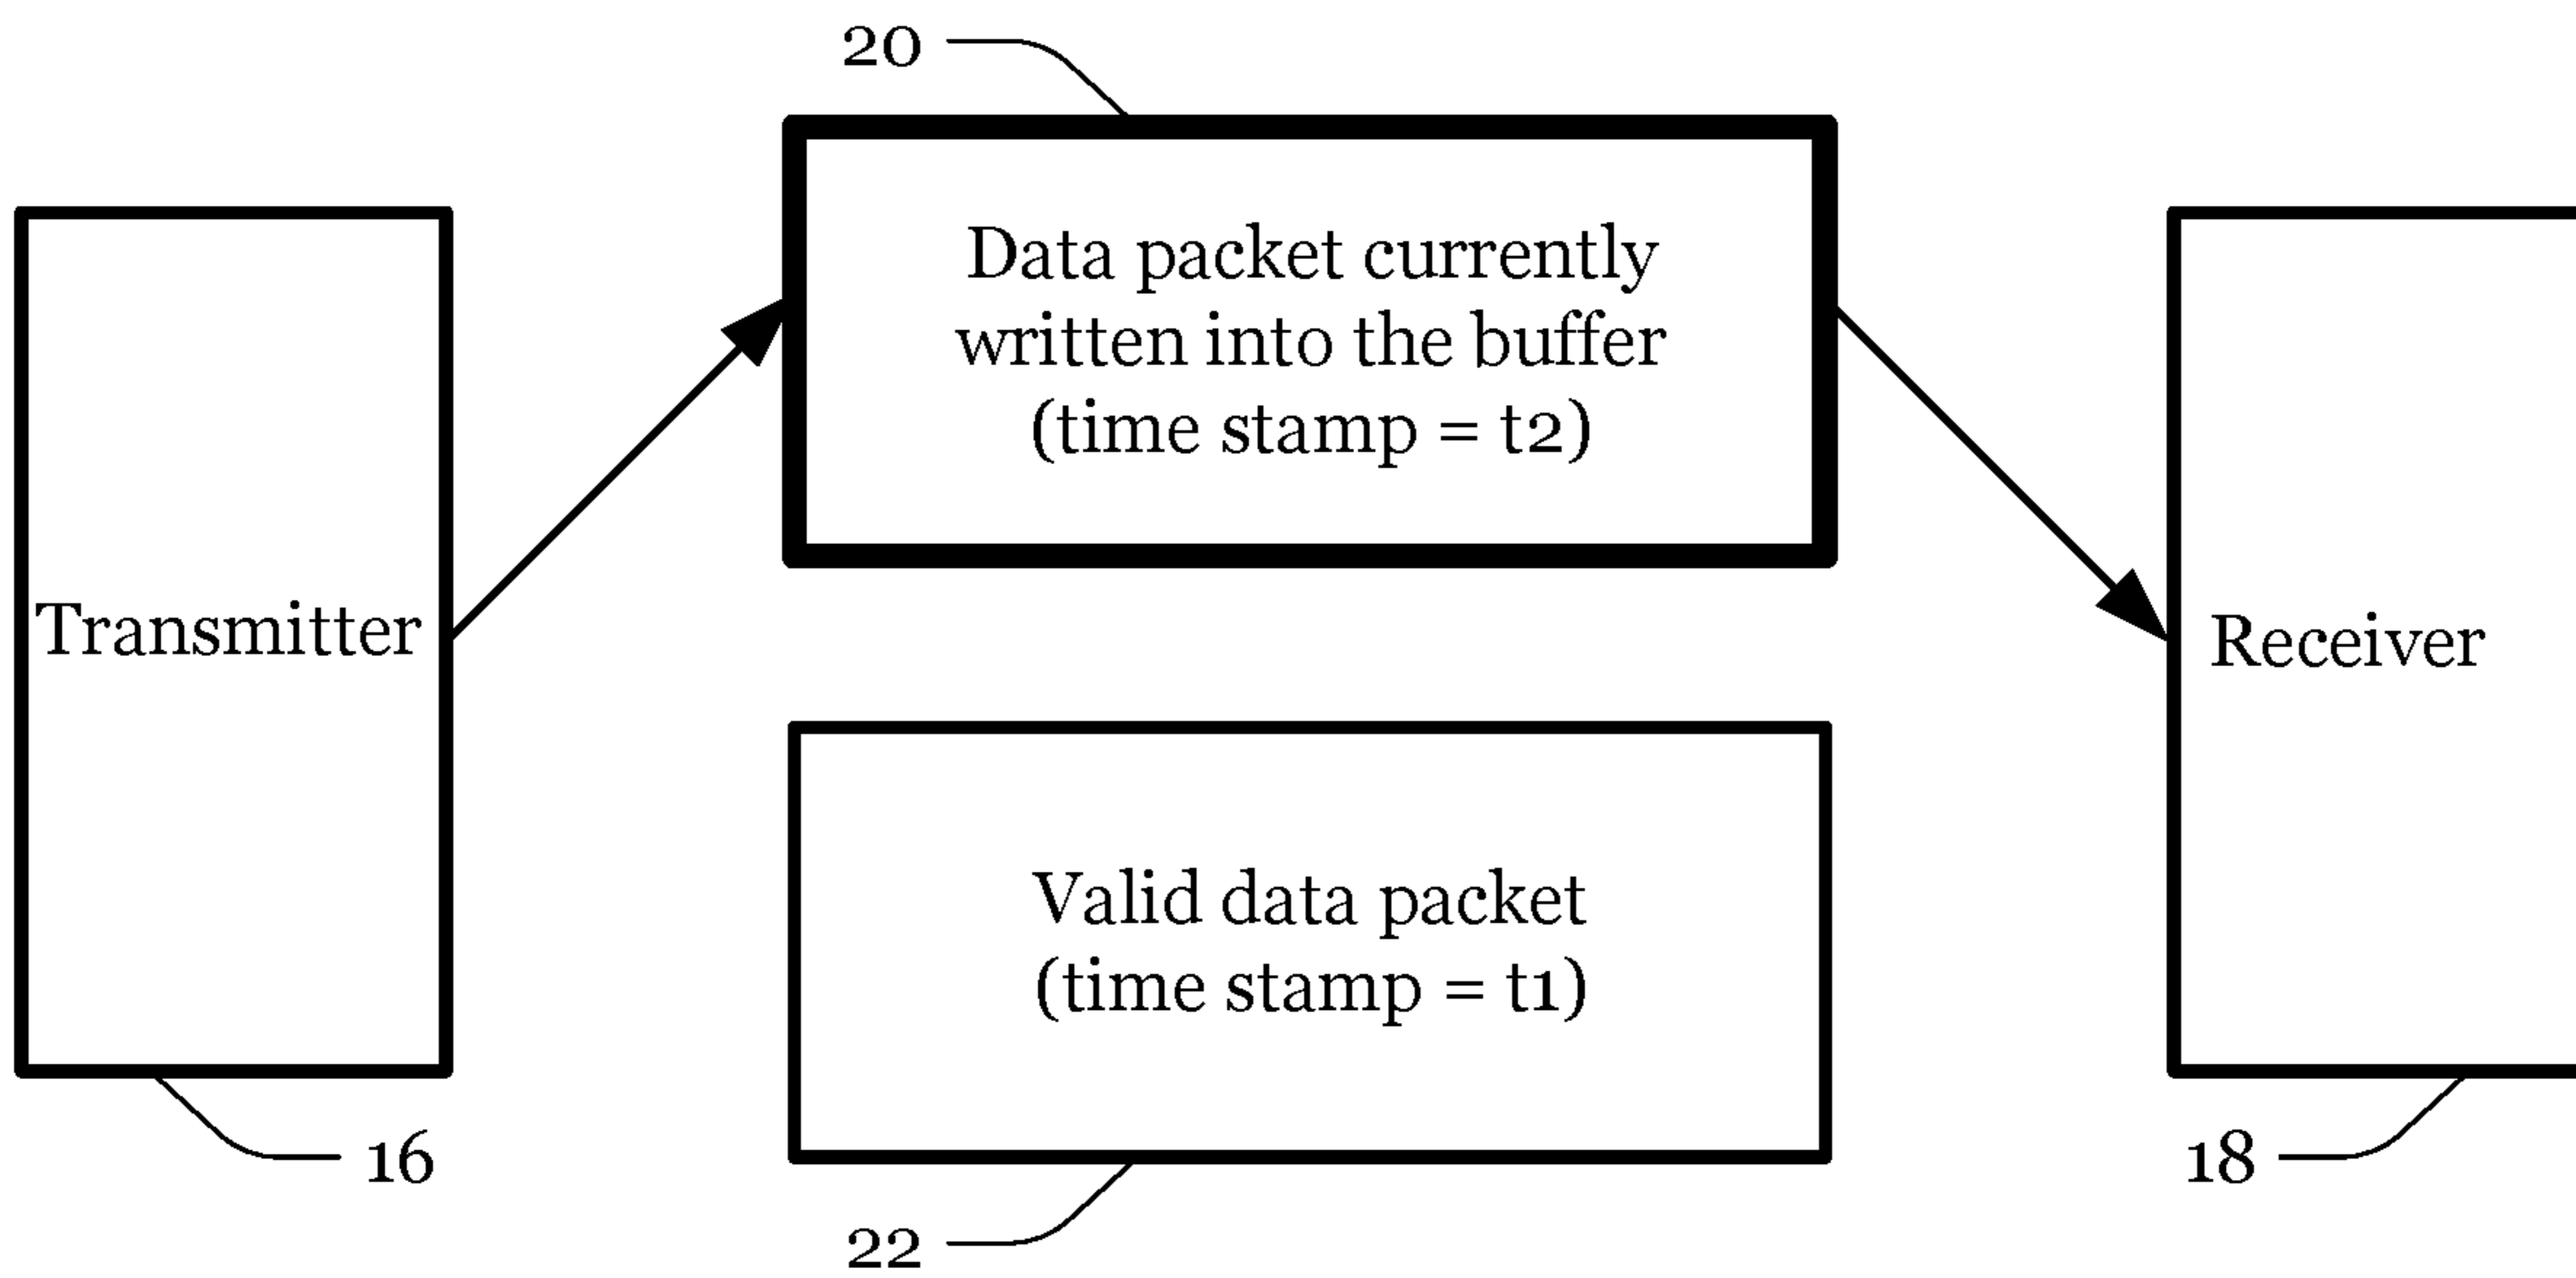 20
Data packet currently
written into the buffer
(time stamp = t2)
Transmitter
Receiver
Valid data packet
(time stamp = t1)
16
18
22